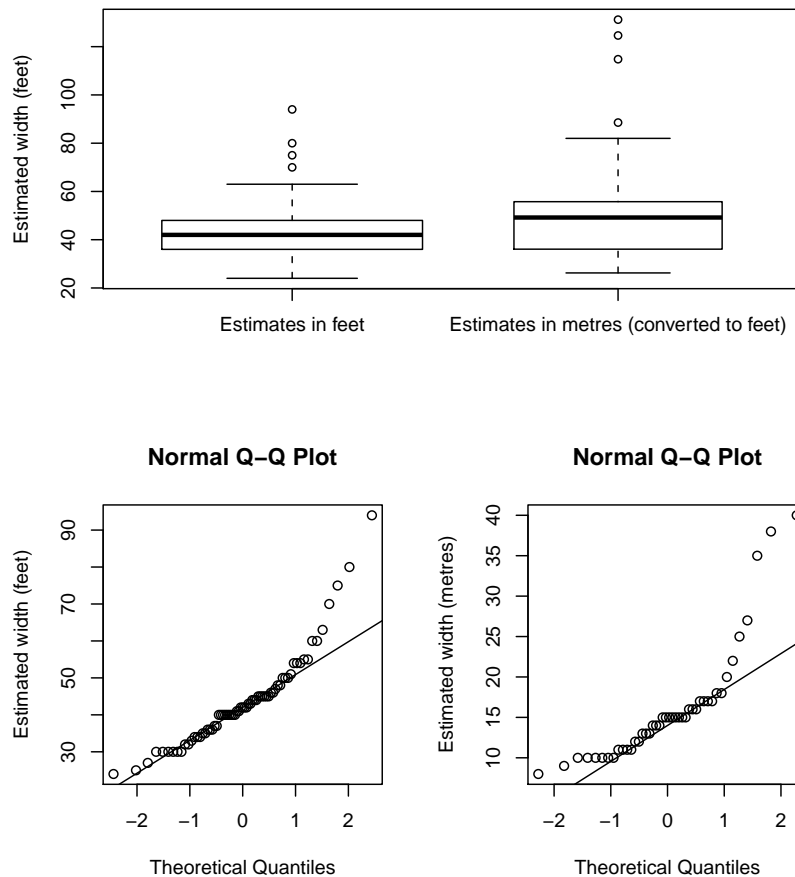 Estimated width (feet)
20
40
60
80
100
Estimates in feet
Estimates in metres (converted to feet)
Normal Q−Q Plot
Estimated width (feet)
30
50
70
90
−2
−1
0
1
2
Theoretical Quantiles
Normal Q−Q Plot
Estimated width (metres)
10
15
20
25
30
35
40
−2
−1
0
1
2
Theoretical Quantiles